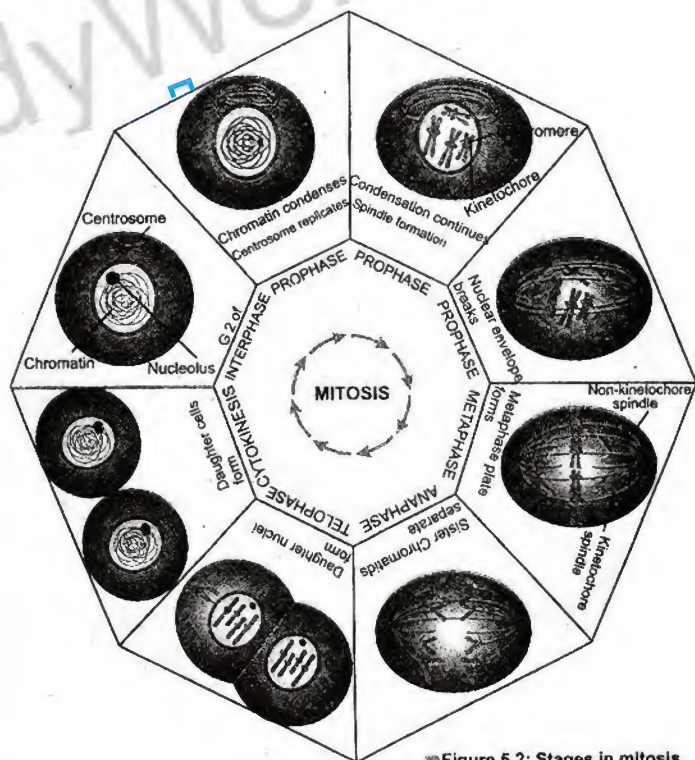 dyWo
Chromatin condenses
Centrosome replicates
PROPHASE
Kinetochore
Condensation continues
Spindle formation
PROPHASE
Nuclear envelope
breaks
PROPHASE
Non-kinetochore
spindle
Kinetochore
spindle
Metaphase plate
forms
METAPHASE
Sister Chromatids
separate
ANAPHASE
Daughter nuclei
form
TELOPHASE
Daughter cells
form
CYTOKINESIS
Centrosome
Chromatin
Nucleolus
G2 of
INTERPHASE
MITOSIS
Figure 5.2: Stages in mitosis